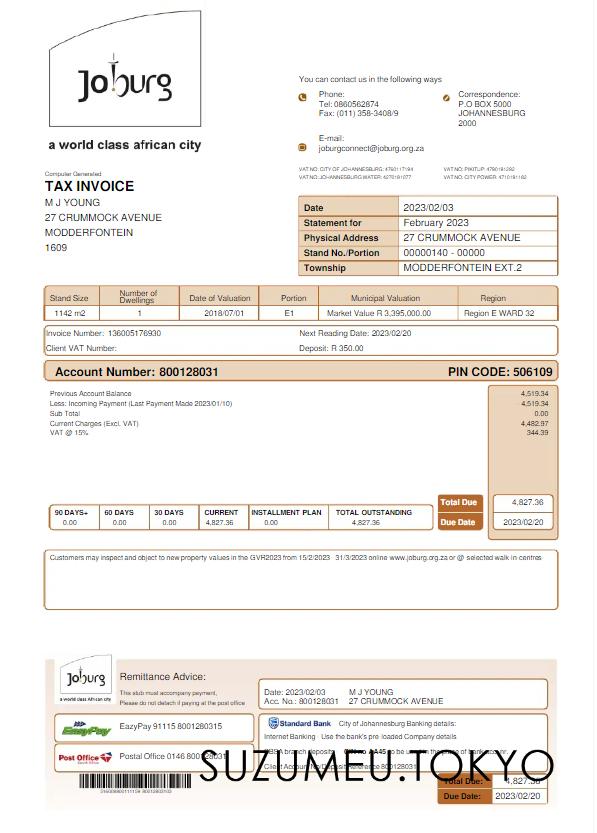 Joburg
a world class african city
You can contact us in the following ways
Phone:
Tel: 0860562874
Fax: (011) 358-3408/9
Correspondence:
P.O BOX 5000
JOHANNESBURG
2000
E-mail:
joburgconnect@joburg.org.za
VAT NO: CITY OF JOHANNESBURG: 4760117194
VAT NO: PIKITUP: 4790191292
VAT NO: JOHANNESBURG WATER: 4270191077
VAT NO: CITY POWER: 4710191182
Computer Generated
TAX INVOICE
M J YOUNG
27 CRUMMOCK AVENUE
MODDERFONTEIN
1609
Date 2023/02/03
Statement for February 2023
Physical Address 27 CRUMMOCK AVENUE
Stand No./Portion 00000140 - 00000
Township MODDERFONTEIN EXT.2
Stand Size Number of Dwellings Date of Valuation Portion Municipal Valuation Region
1142 m2 1 2018/07/01 E1 Market Value R 3,395,000.00 Region E WARD 32
Invoice Number: 136005176930 Next Reading Date: 2023/02/20
Client VAT Number: Deposit: R 350.00
Account Number: 800128031 PIN CODE: 506109
Previous Account Balance 4,519.34
Less: Incoming Payment (Last Payment Made 2023/01/10) 4,519.34
Sub Total 0.00
Current Charges (Excl. VAT) 4,482.97
VAT @ 15% 344.39
Total Due 4,827.36
Due Date 2023/02/20
90 DAYS+ 60 DAYS 30 DAYS CURRENT INSTALLMENT PLAN TOTAL OUTSTANDING
0.00 0.00 0.00 4,827.36 0.00 4,827.36
Customers may inspect and object to new property values in the GVR2023 from 15/2/2023- 31/3/2023 online www.joburg.org.za or @ selected walk in centres
Joburg
a world class African city
Remittance Advice:
This stub must accompany payment,
Please do not detach if paying at the post office
Date: 2023/02/03 M J YOUNG
Acc. No.: 800128031 27 CRUMMOCK AVENUE
EasyPay
EazyPay 91115 8001280315
Post Office
South Africa
Postal Office 0146 800128031
Standard Bank City of Johannesburg Banking details:
Internet Banking - Use the bank's pre loaded Company details
Client Account No/Deposit Reference 800128031
SUZUMEU.TOKYO
Total Due: 4,827.36
Due Date: 2023/02/20